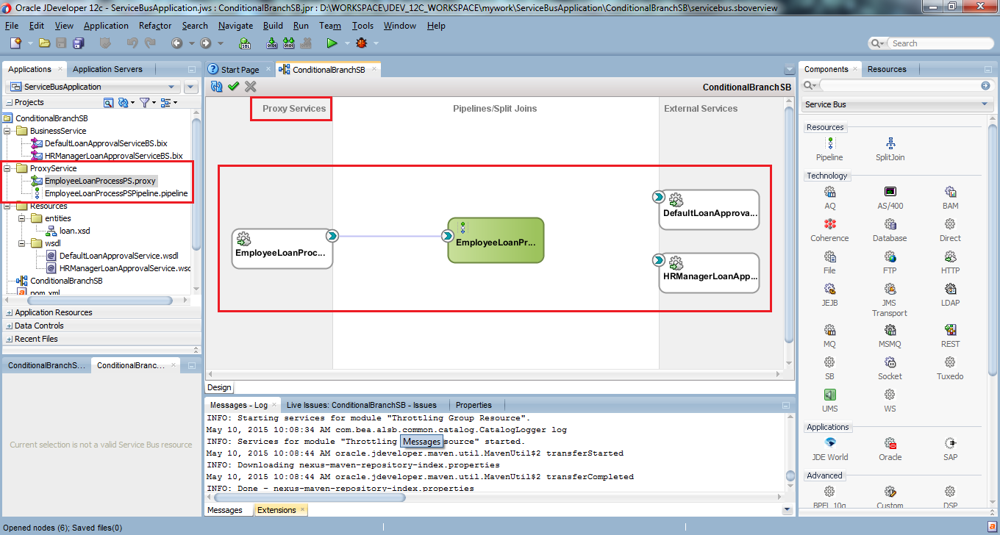 Oracle JDeveloper 12c - ServiceBusApplication.jws : ConditionalBranchSB.jpr : D:\WORKSPACE\JDEV_12C_WORKSPACE\mywork\ServiceBusApplication\ConditionalBranchSB\servicebus.sboverview
File Edit View Application Refactor Search Navigate Build Run Team Tools Window Help
Search
Applications Application Servers
ServiceBusApplication
Projects
ConditionalBranchSB
BusinessService
DefaultLoanApprovalServiceBS.bix
HRManagerLoanApprovalServiceBS.bix
ProxyService
EmployeeLoanProcessPS.proxy
EmployeeLoanProcessPSPipeline.pipeline
Resources
entities
loan.xsd
wsdl
DefaultLoanApprovalService.wsdl
HRManagerLoanApprovalService.wsd
ConditionalBranchSB
pom.xml
Application Resources
Data Controls
Recent Files
ConditionalBranchS... ConditionalBranc...
Current selection is not a valid Service Bus resource
Start Page ConditionalBranchSB
ConditionalBranchSB
Proxy Services Pipelines/Split Joins External Services
EmployeeLoanProc...
EmployeeLoanPr...
DefaultLoanApprova...
HRManagerLoanApp...
Design
Messages - Log Live Issues: ConditionalBranchSB - Issues Properties
INFO: Starting services for module "Throttling Group Resource".
May 10, 2015 10:08:34 AM com.bea.alsb.common.catalog.CatalogLogger log
INFO: Services for module "Throttling Messages source" started.
May 10, 2015 10:08:44 AM oracle.jdeveloper.maven.util.MavenUtil$2 transferStarted
INFO: Downloading nexus-maven-repository-index.properties
May 10, 2015 10:08:44 AM oracle.jdeveloper.maven.util.MavenUtil$2 transferCompleted
INFO: Done - nexus-maven-repository-index.properties
Messages Extensions
Components Resources
Service Bus
Resources
Pipeline SplitJoin
Technology
AQ AS/400 BAM
Coherence Database Direct
File FTP HTTP
JEJB JMS Transport LDAP
MQ MSMQ REST
SB Socket Tuxedo
UMS WS
Applications
JDE World Oracle SAP
Advanced
BPEL 10g Custom DSP
Opened nodes (6); Saved files(0)